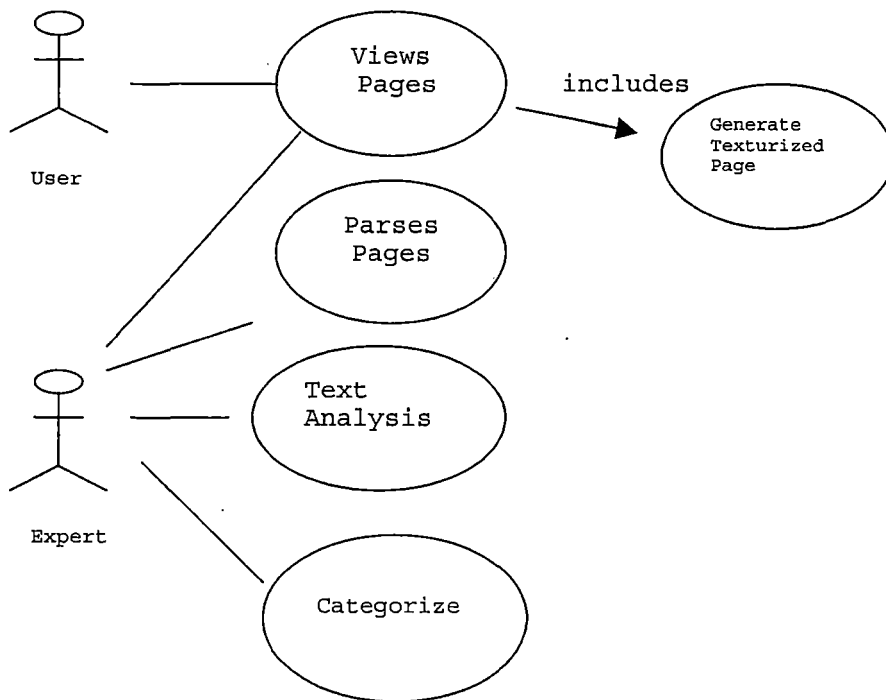 Views
Pages
includes
Generate
Texturized
Page
User
Parses
Pages
Text
Analysis
Expert
Categorize